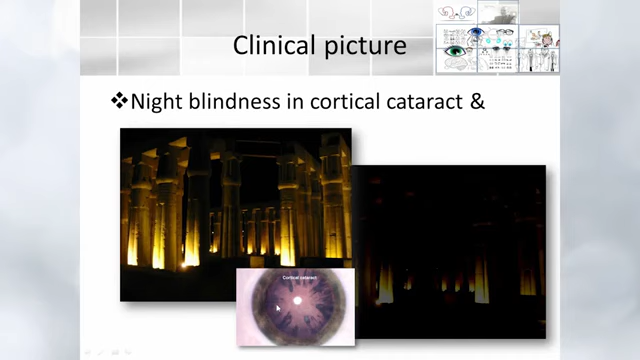 Clinical picture
❖Night blindness in cortical cataract &
Cortical cataract